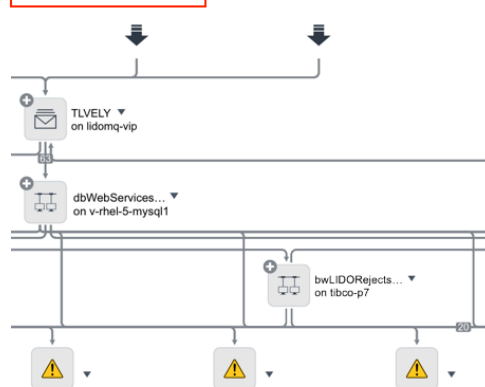 TLVELY
on lidomq-vip
63
dbWebServices...
on v-rhel-5-mysql1
bwLIDORejects...
on tibco-p7
20